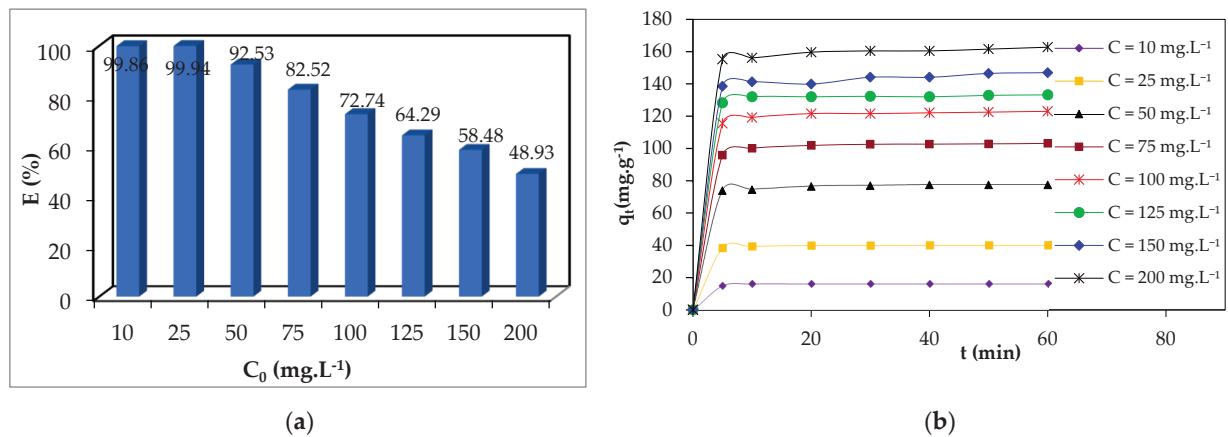 100
80
60
40
20
0
E (%)
99.86
99.94
92.53
82.52
72.74
64.29
58.48
48.93
10 25 50 75 100 125 150 200
C₀ (mg.L⁻¹)
(a)
180
160
140
120
100
80
60
40
20
0
qₜ(mg.g⁻¹)
0 20 40 60 80
t (min)
C = 10 mg.L⁻¹
C = 25 mg.L⁻¹
C = 50 mg.L⁻¹
C = 75 mg.L⁻¹
C = 100 mg.L⁻¹
C = 125 mg.L⁻¹
C = 150 mg.L⁻¹
C = 200 mg.L⁻¹
(b)